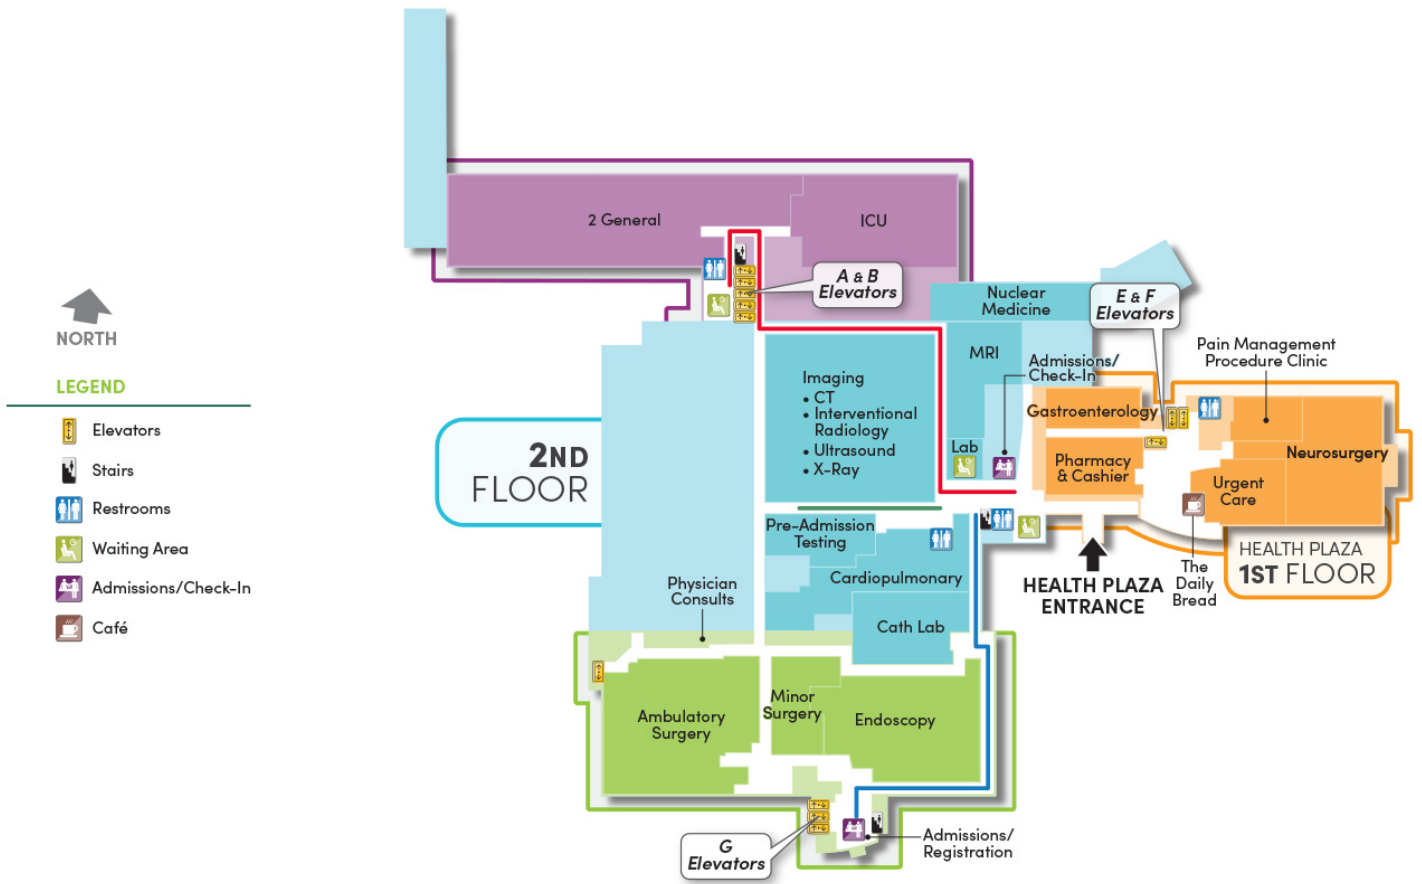 2 General
ICU
A & B
Elevators
Nuclear
Medicine
E & F
Elevators
NORTH
MRI
Admissions/
Check-In
Pain Management
Procedure Clinic
LEGEND
Elevators
Stairs
Restrooms
Waiting Area
Admissions/Check-In
Café
Imaging
• CT
• Interventional
Radiology
• Ultrasound
• X-Ray
Gastroenterology
2ND
FLOOR
Lab
Pharmacy
& Cashier
Neurosurgery
Urgent
Care
Pre-Admission
Testing
Cardiopulmonary
HEALTH PLAZA
ENTRANCE
The
Daily
Bread
HEALTH PLAZA
1ST FLOOR
Physician
Consults
Cath Lab
Ambulatory
Surgery
Minor
Surgery
Endoscopy
G
Elevators
Admissions/
Registration